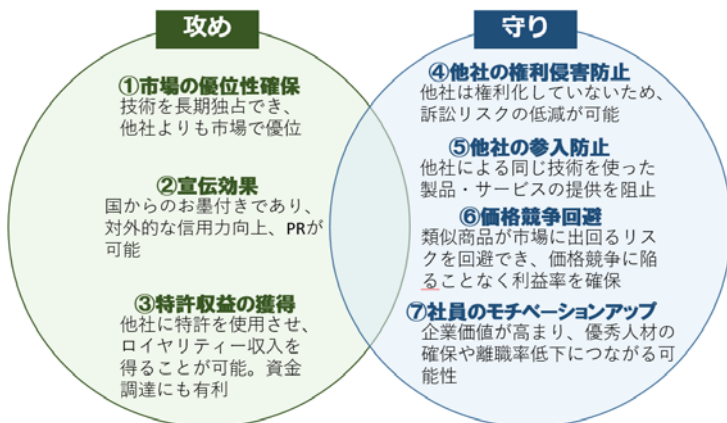 攻め
①市場の優位性確保
技術を長期独占でき、
他社よりも市場で優位
②宣伝効果
国からのお墨付きであり、
対外的な信用力向上、PRが
可能
③特許収益の獲得
他社に特許を使用させ、
ロイヤリティー収入を
得ることが可能。資金
調達にも有利
守り
④他社の権利侵害防止
他社は権利化していないため、
訴訟リスクの低減が可能
⑤他社の参入防止
他社による同じ技術を使った
製品・サービスの提供を阻止
⑥価格競争回避
類似商品が市場に出回るリス
クを回避でき、価格競争に陥
ることなく利益率を確保
⑦社員のモチベーションアップ
企業価値が高まり、優秀人材の
確保や離職率低下につながる可
能性